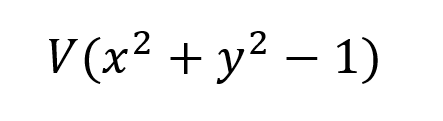 V(x² + y² − 1)